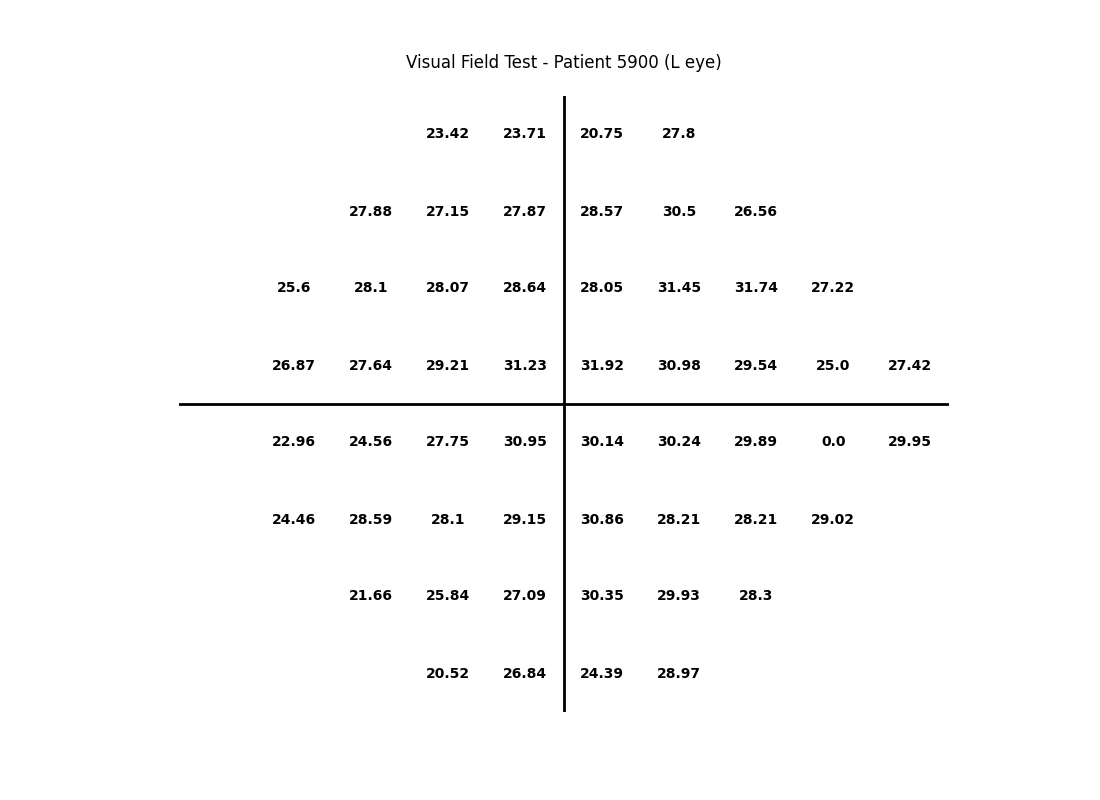 Visual Field Test - Patient 5900 (L eye)
23.42 23.71 20.75 27.8
27.88 27.15 27.87 28.57 30.5 26.56
25.6 28.1 28.07 28.64 28.05 31.45 31.74 27.22
26.87 27.64 29.21 31.23 31.92 30.98 29.54 25.0 27.42
22.96 24.56 27.75 30.95 30.14 30.24 29.89 0.0 29.95
24.46 28.59 28.1 29.15 30.86 28.21 28.21 29.02
21.66 25.84 27.09 30.35 29.93 28.3
20.52 26.84 24.39 28.97